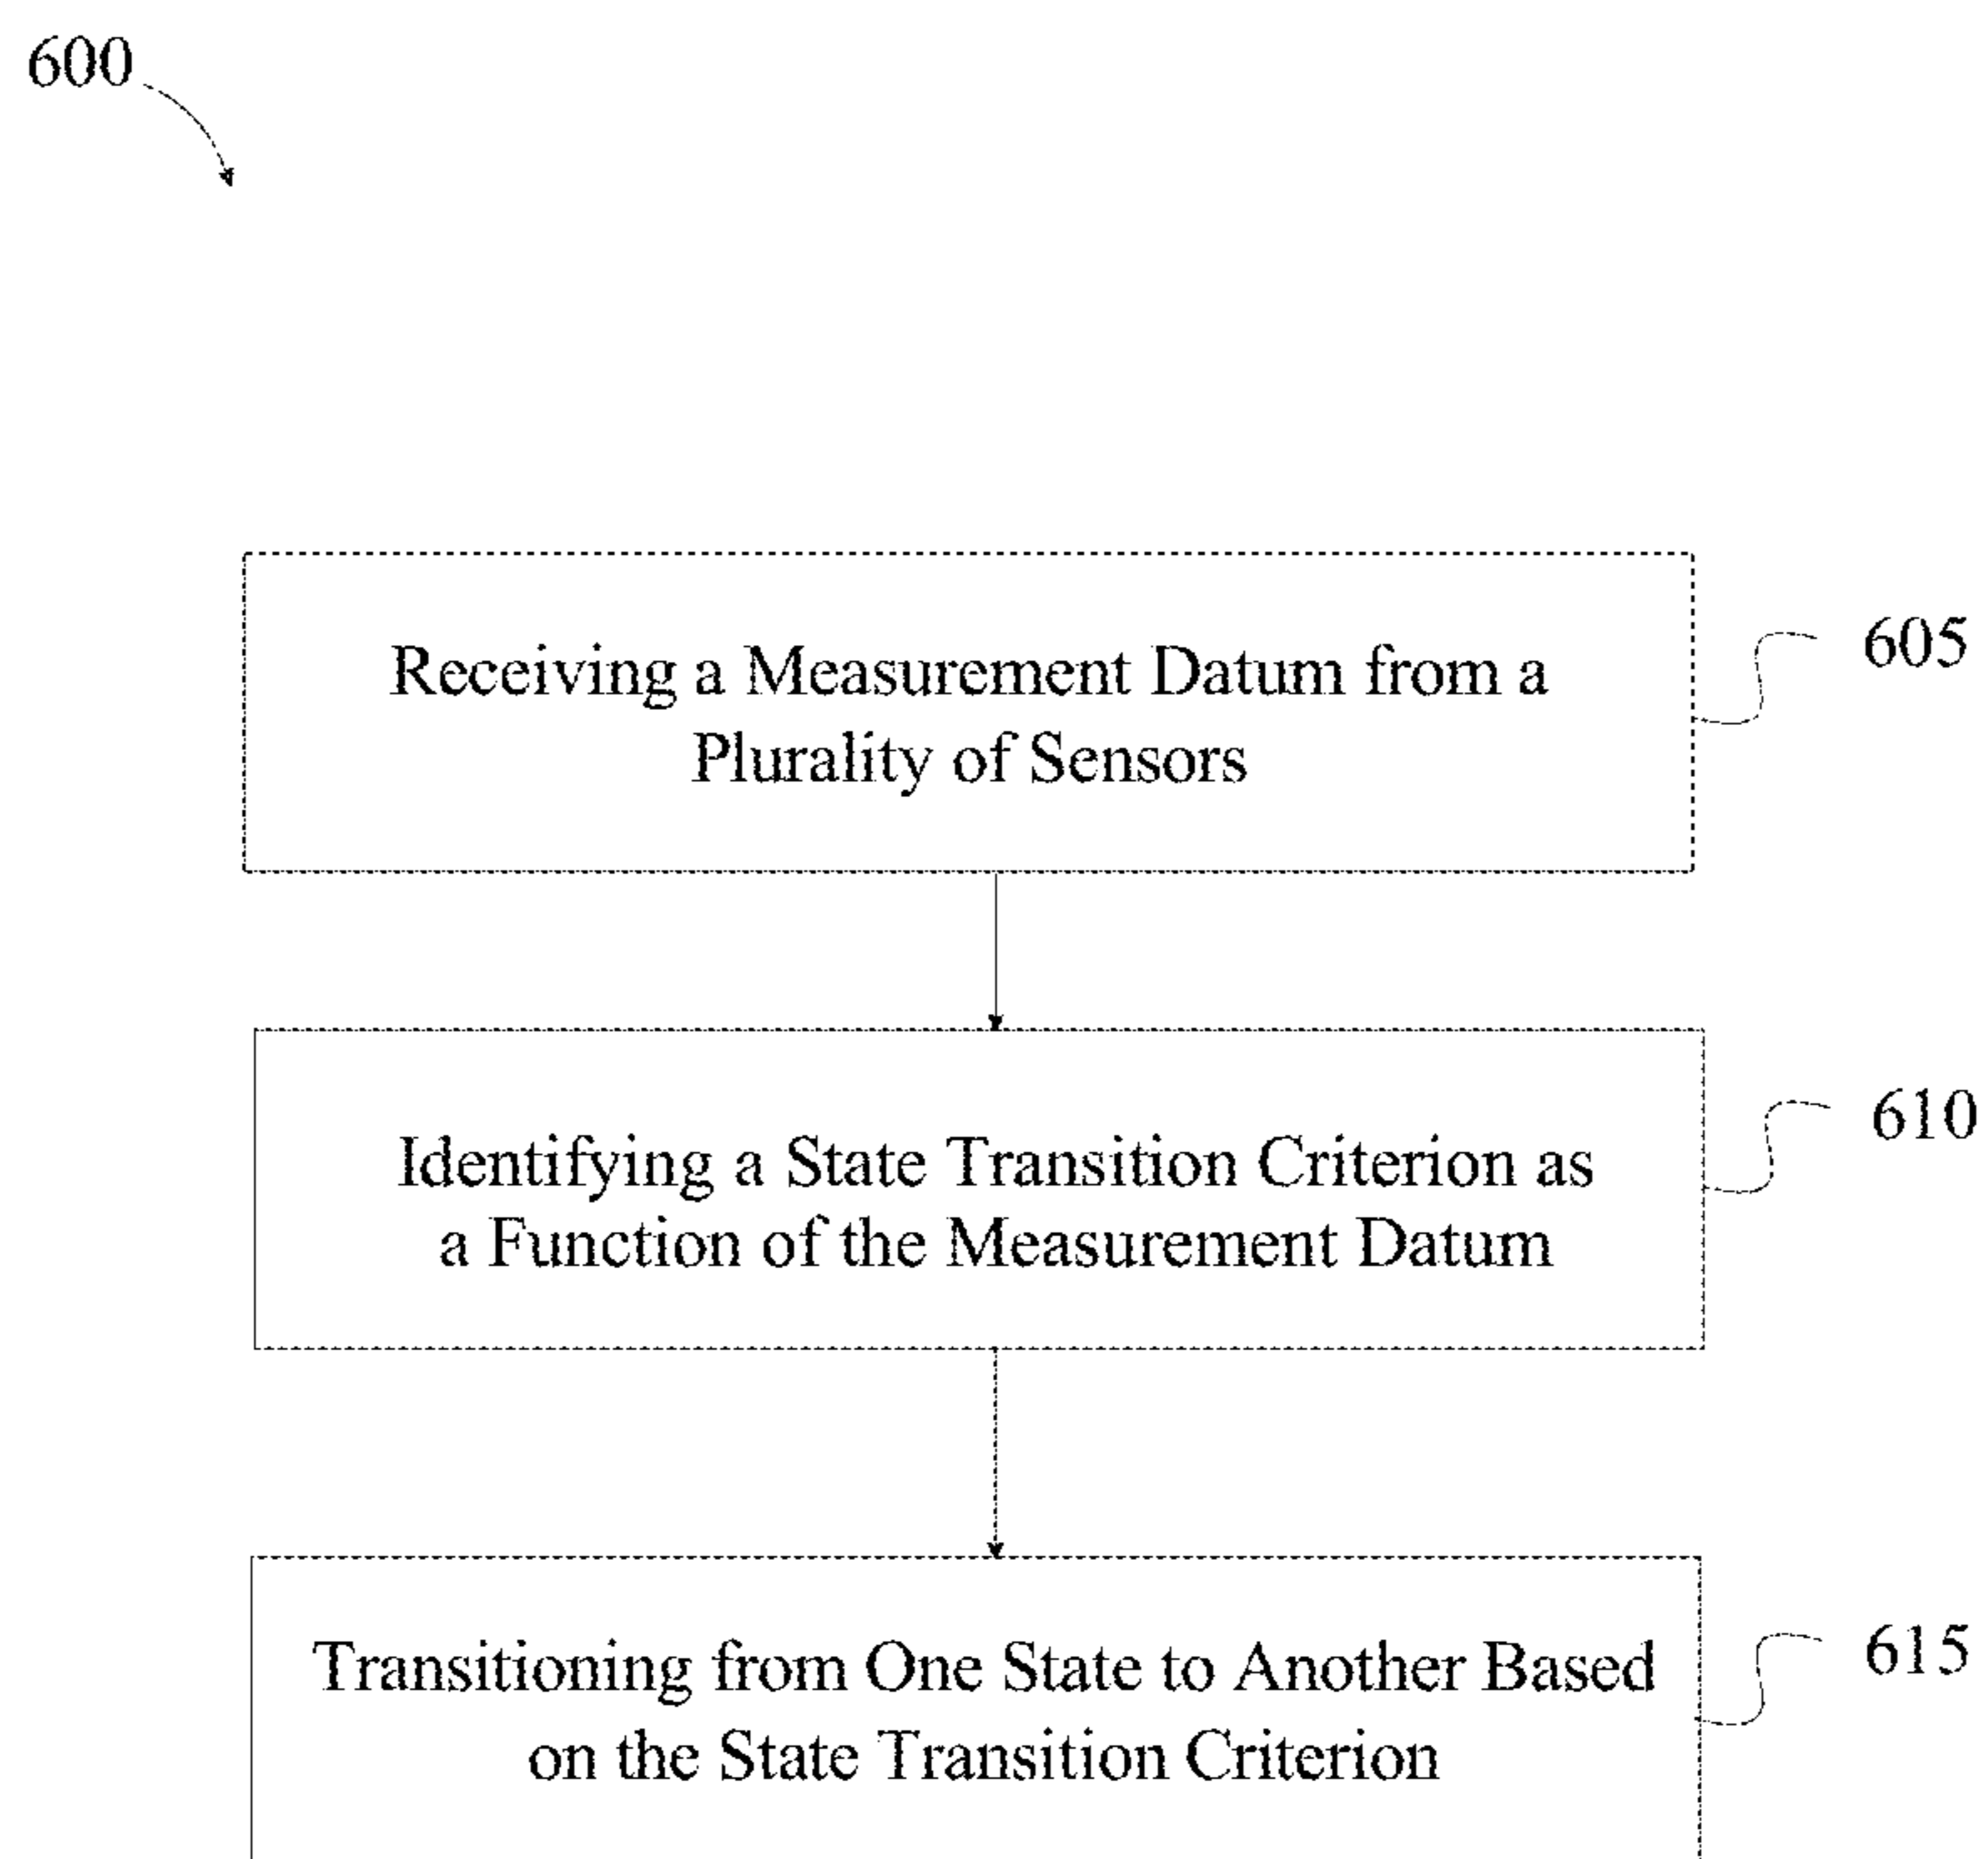 600
Receiving a Measurement Datum from a
Plurality of Sensors
605
Identifying a State Transition Criterion as
a Function of the Measurement Datum
610
Transitioning from One State to Another Based
on the State Transition Criterion
615